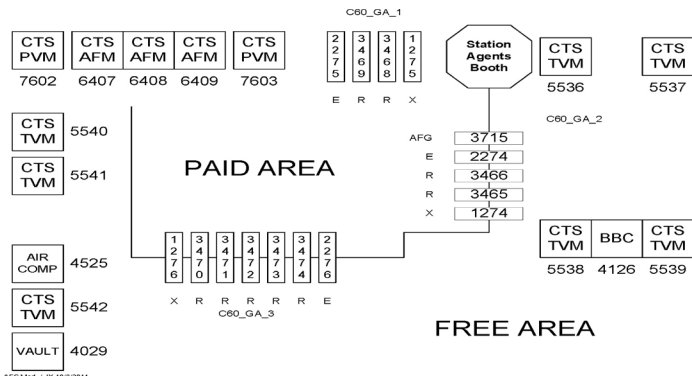 C60_GA_1
CTS PVM
7602
CTS AFM
6407
CTS AFM
6408
CTS AFM
6409
CTS PVM
7603
2275
3469
3468
1275
E R R X
Station
Agents
Booth
CTS TVM
5536
CTS TVM
5537
C60_GA_2
CTS TVM
5540
CTS TVM
5541
PAID AREA
AFG 3715
E 2274
R 3466
R 3465
X 1274
AIR COMP
4525
CTS TVM
5542
VAULT
4029
1276
3470
3471
3472
3473
3474
2276
X R R R R R E
C60_GA_3
CTS TVM
5538
BBC
4126
CTS TVM
5539
FREE AREA